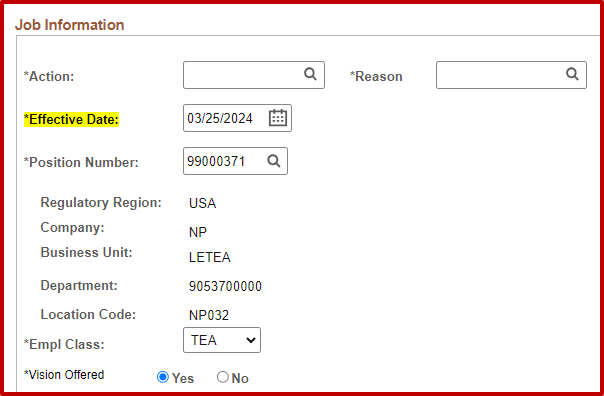 Job Information
*Action: *Reason
*Effective Date: 03/25/2024
*Position Number: 99000371
Regulatory Region: USA
Company: NP
Business Unit: LETEA
Department: 9053700000
Location Code: NP032
*Empl Class: TEA
*Vision Offered Yes No